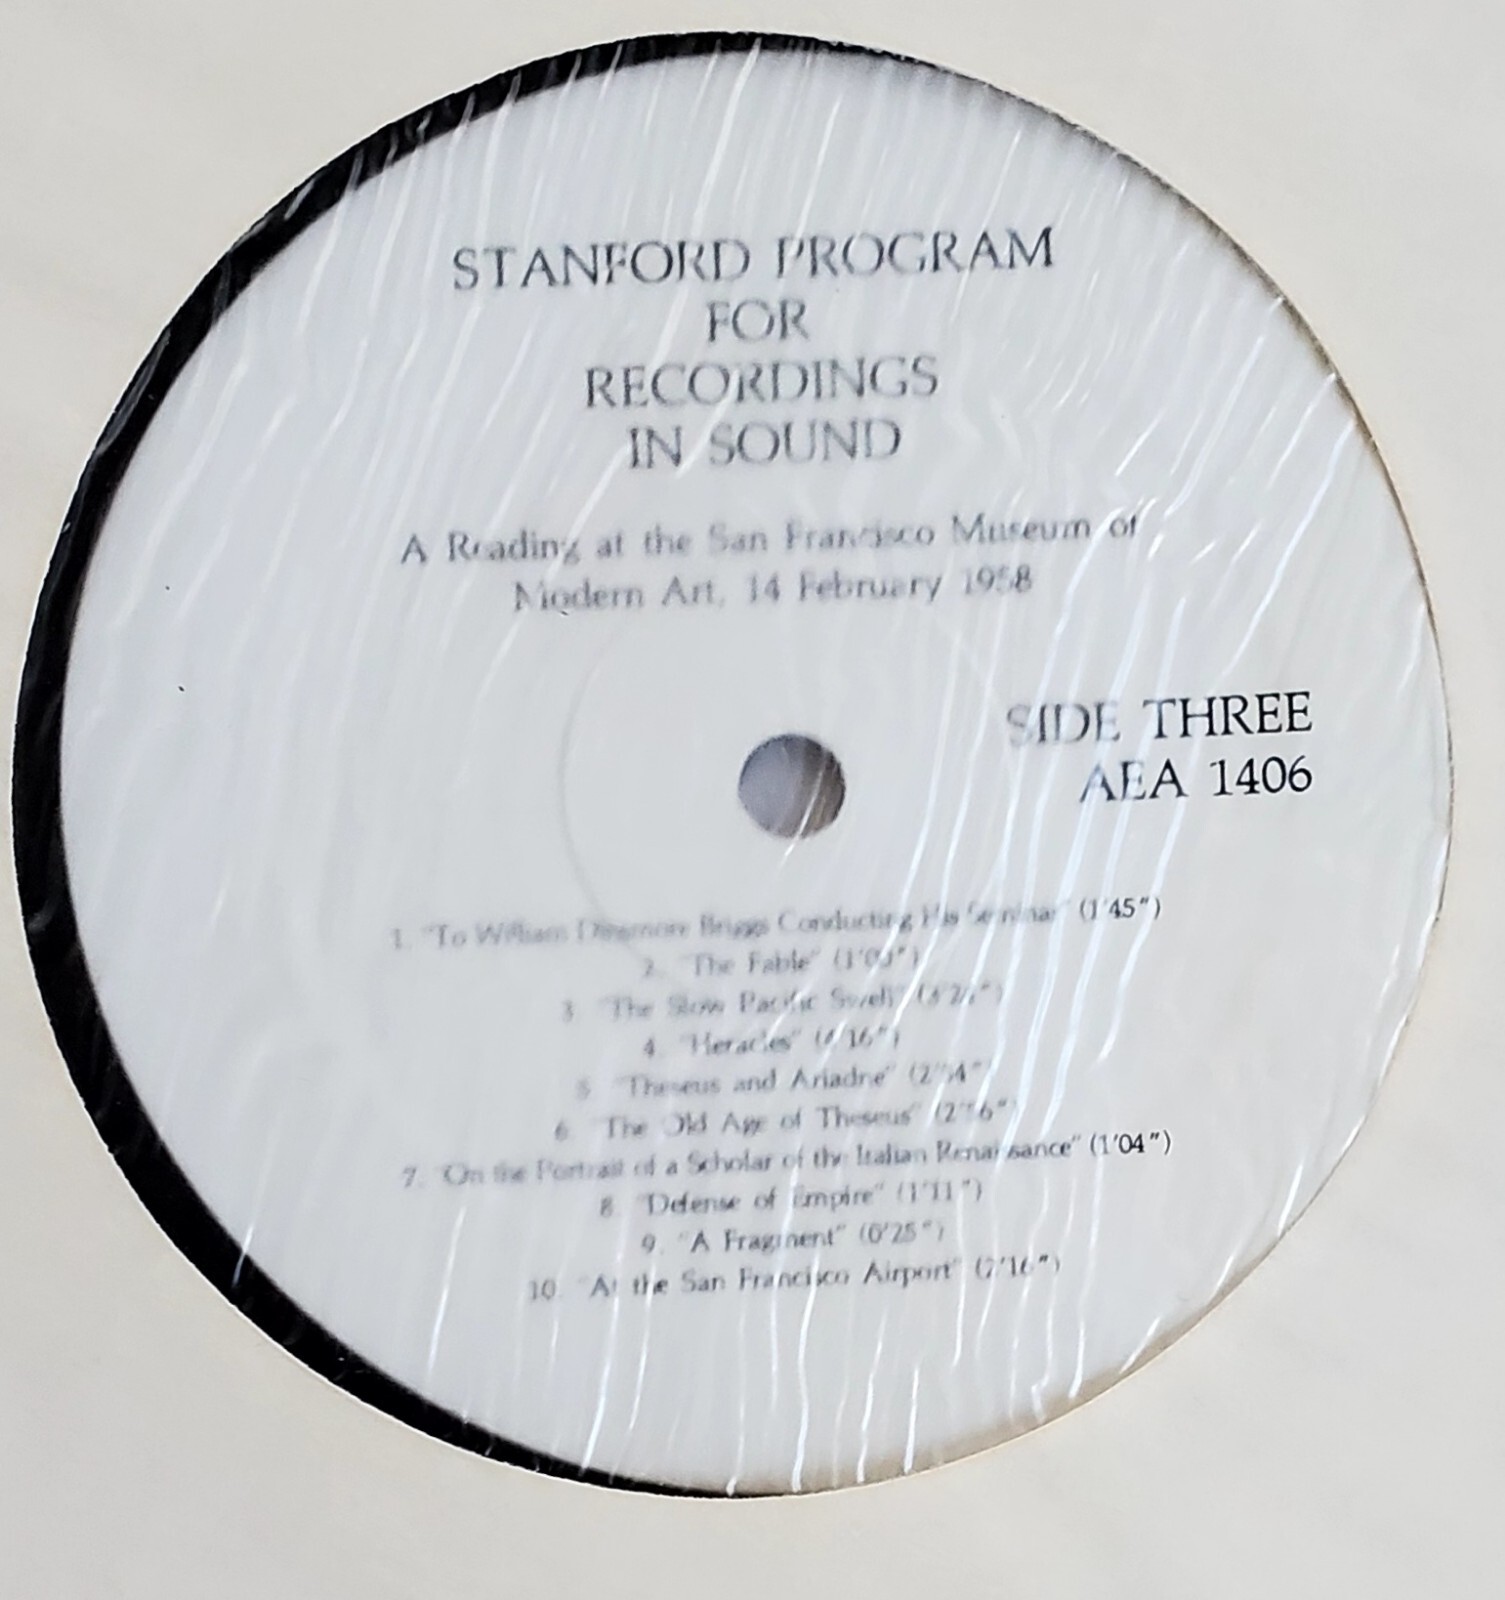 STANFORD PROGRAM
FOR
RECORDINGS
IN SOUND
A Reading at the San Francisco Museum of
Modern Art, 14 February 1958
SIDE THREE
AEA 1406
1. "To William Dinsmore Briggs Conducting His Seminar" (1'45")
2. "The Fable"
3. "The Slow Pacific Swell"
4. "Heracles"
5. "Theseus and Ariadne"
6. "The Old Age of Theseus"
7. "On the Portrait of a Scholar of the Italian Renaissance" (1'04")
8. "Defense of Empire" (1'11")
9. "A Fragment" (0'25")
10. "At the San Francisco Airport" (2'16")